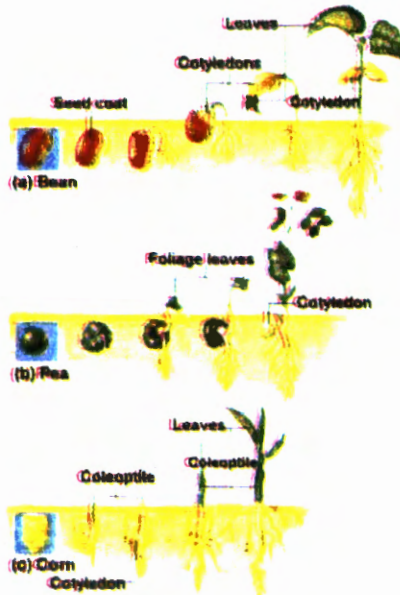 Leaves
Cotyledons
Seed coat
Cotyledon
(a) Bean
Foliage leaves
Cotyledon
(b) Pea
Leaves
Coleoptile
Coleoptile
(c) Corn
Cotyledon